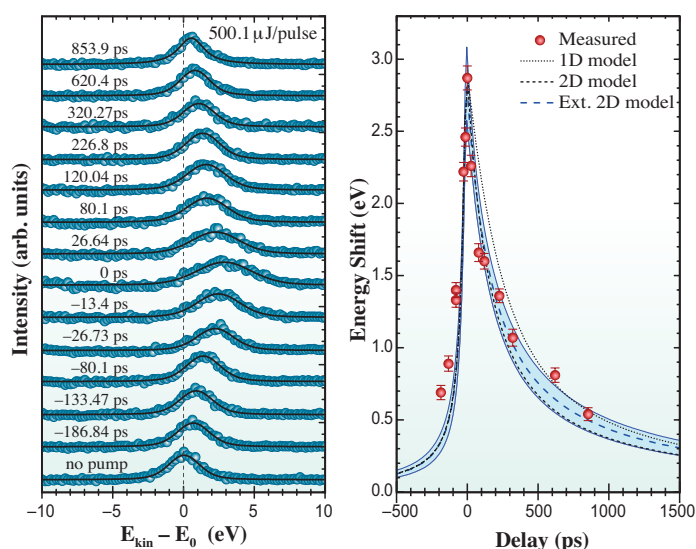 500.1 µJ/pulse
853.9 ps
620.4 ps
320.27ps
226.8 ps
120.04 ps
80.1 ps
26.64 ps
0 ps
−13.4 ps
−26.73 ps
−80.1 ps
−133.47 ps
−186.84 ps
no pump
Intensity (arb. units)
−10 −5 0 5 10
Ekin − E0 (eV)
Measured
1D model
2D model
Ext. 2D model
3.0
2.5
2.0
1.5
1.0
0.5
0.0
Energy Shift (eV)
−500 0 500 1000 1500
Delay (ps)